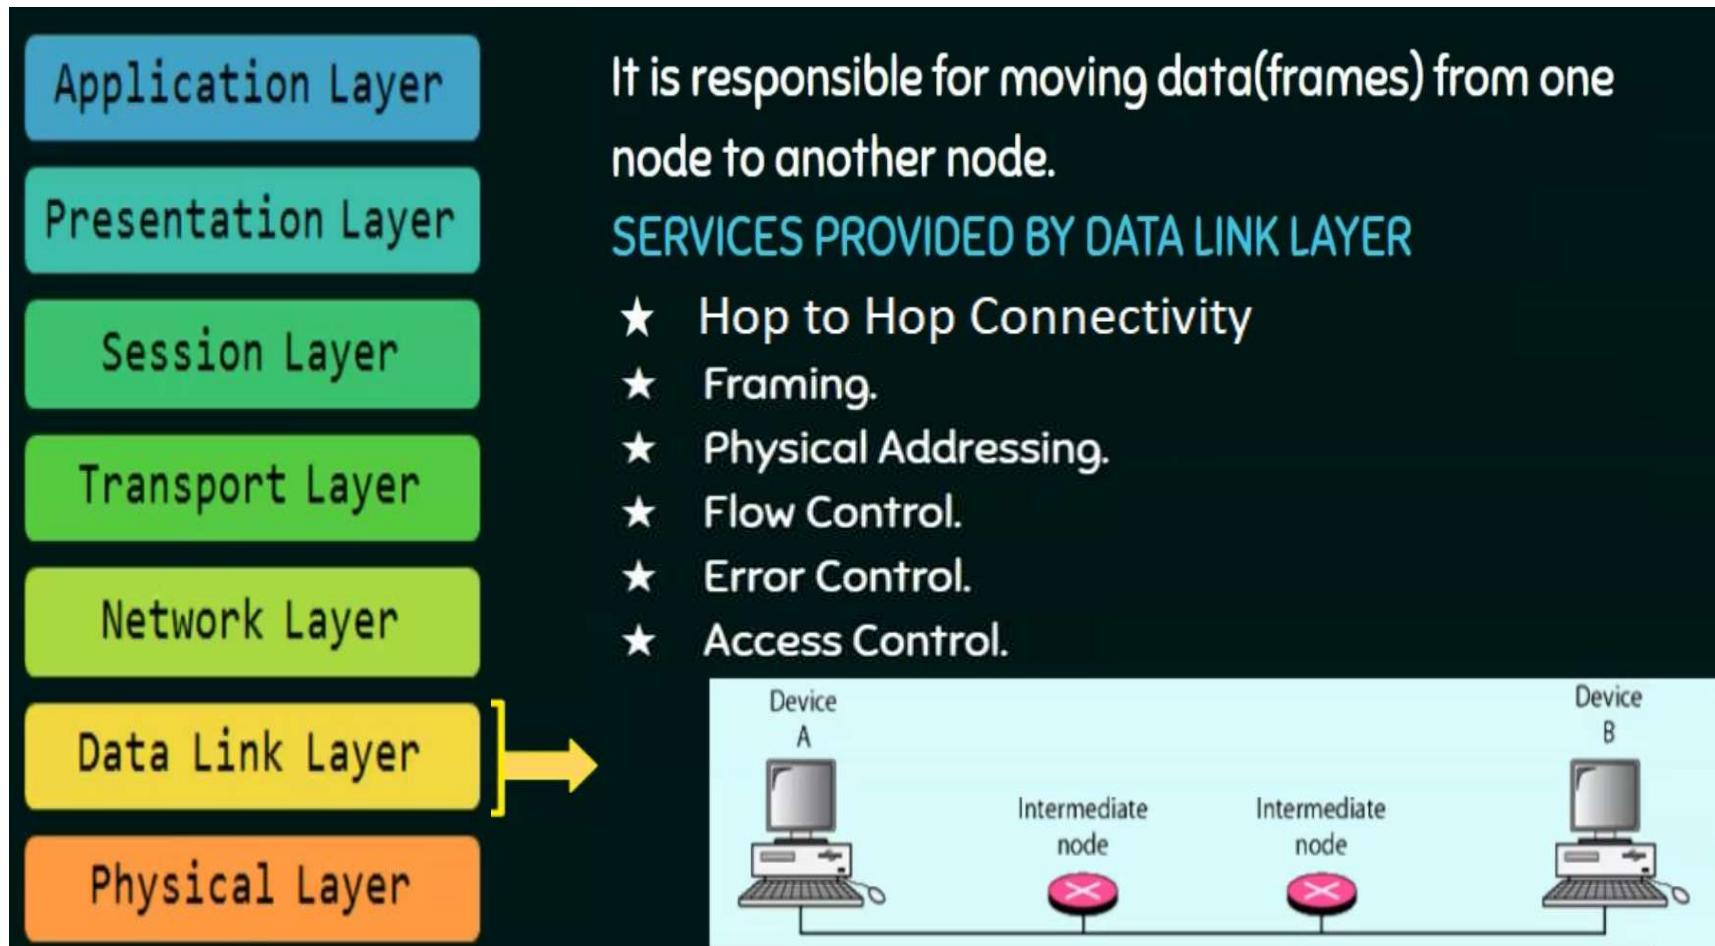 Application Layer
Presentation Layer
Session Layer
Transport Layer
Network Layer
Data Link Layer
Physical Layer
It is responsible for moving data(frames) from one
node to another node.
SERVICES PROVIDED BY DATA LINK LAYER
★ Hop to Hop Connectivity
★ Framing.
★ Physical Addressing.
★ Flow Control.
★ Error Control.
★ Access Control.
Device
A
Intermediate
node
Intermediate
node
Device
B